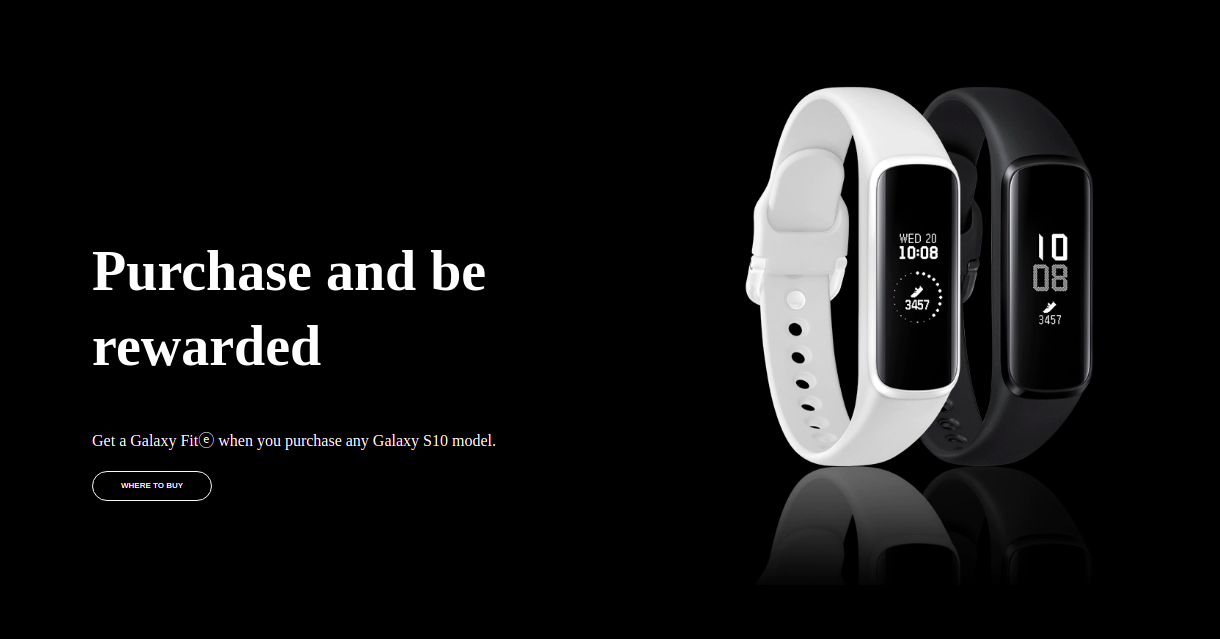 Purchase and be
rewarded
Get a Galaxy Fitⓔ when you purchase any Galaxy S10 model.
WHERE TO BUY
WED 20
10:08
3457
10
08
3457